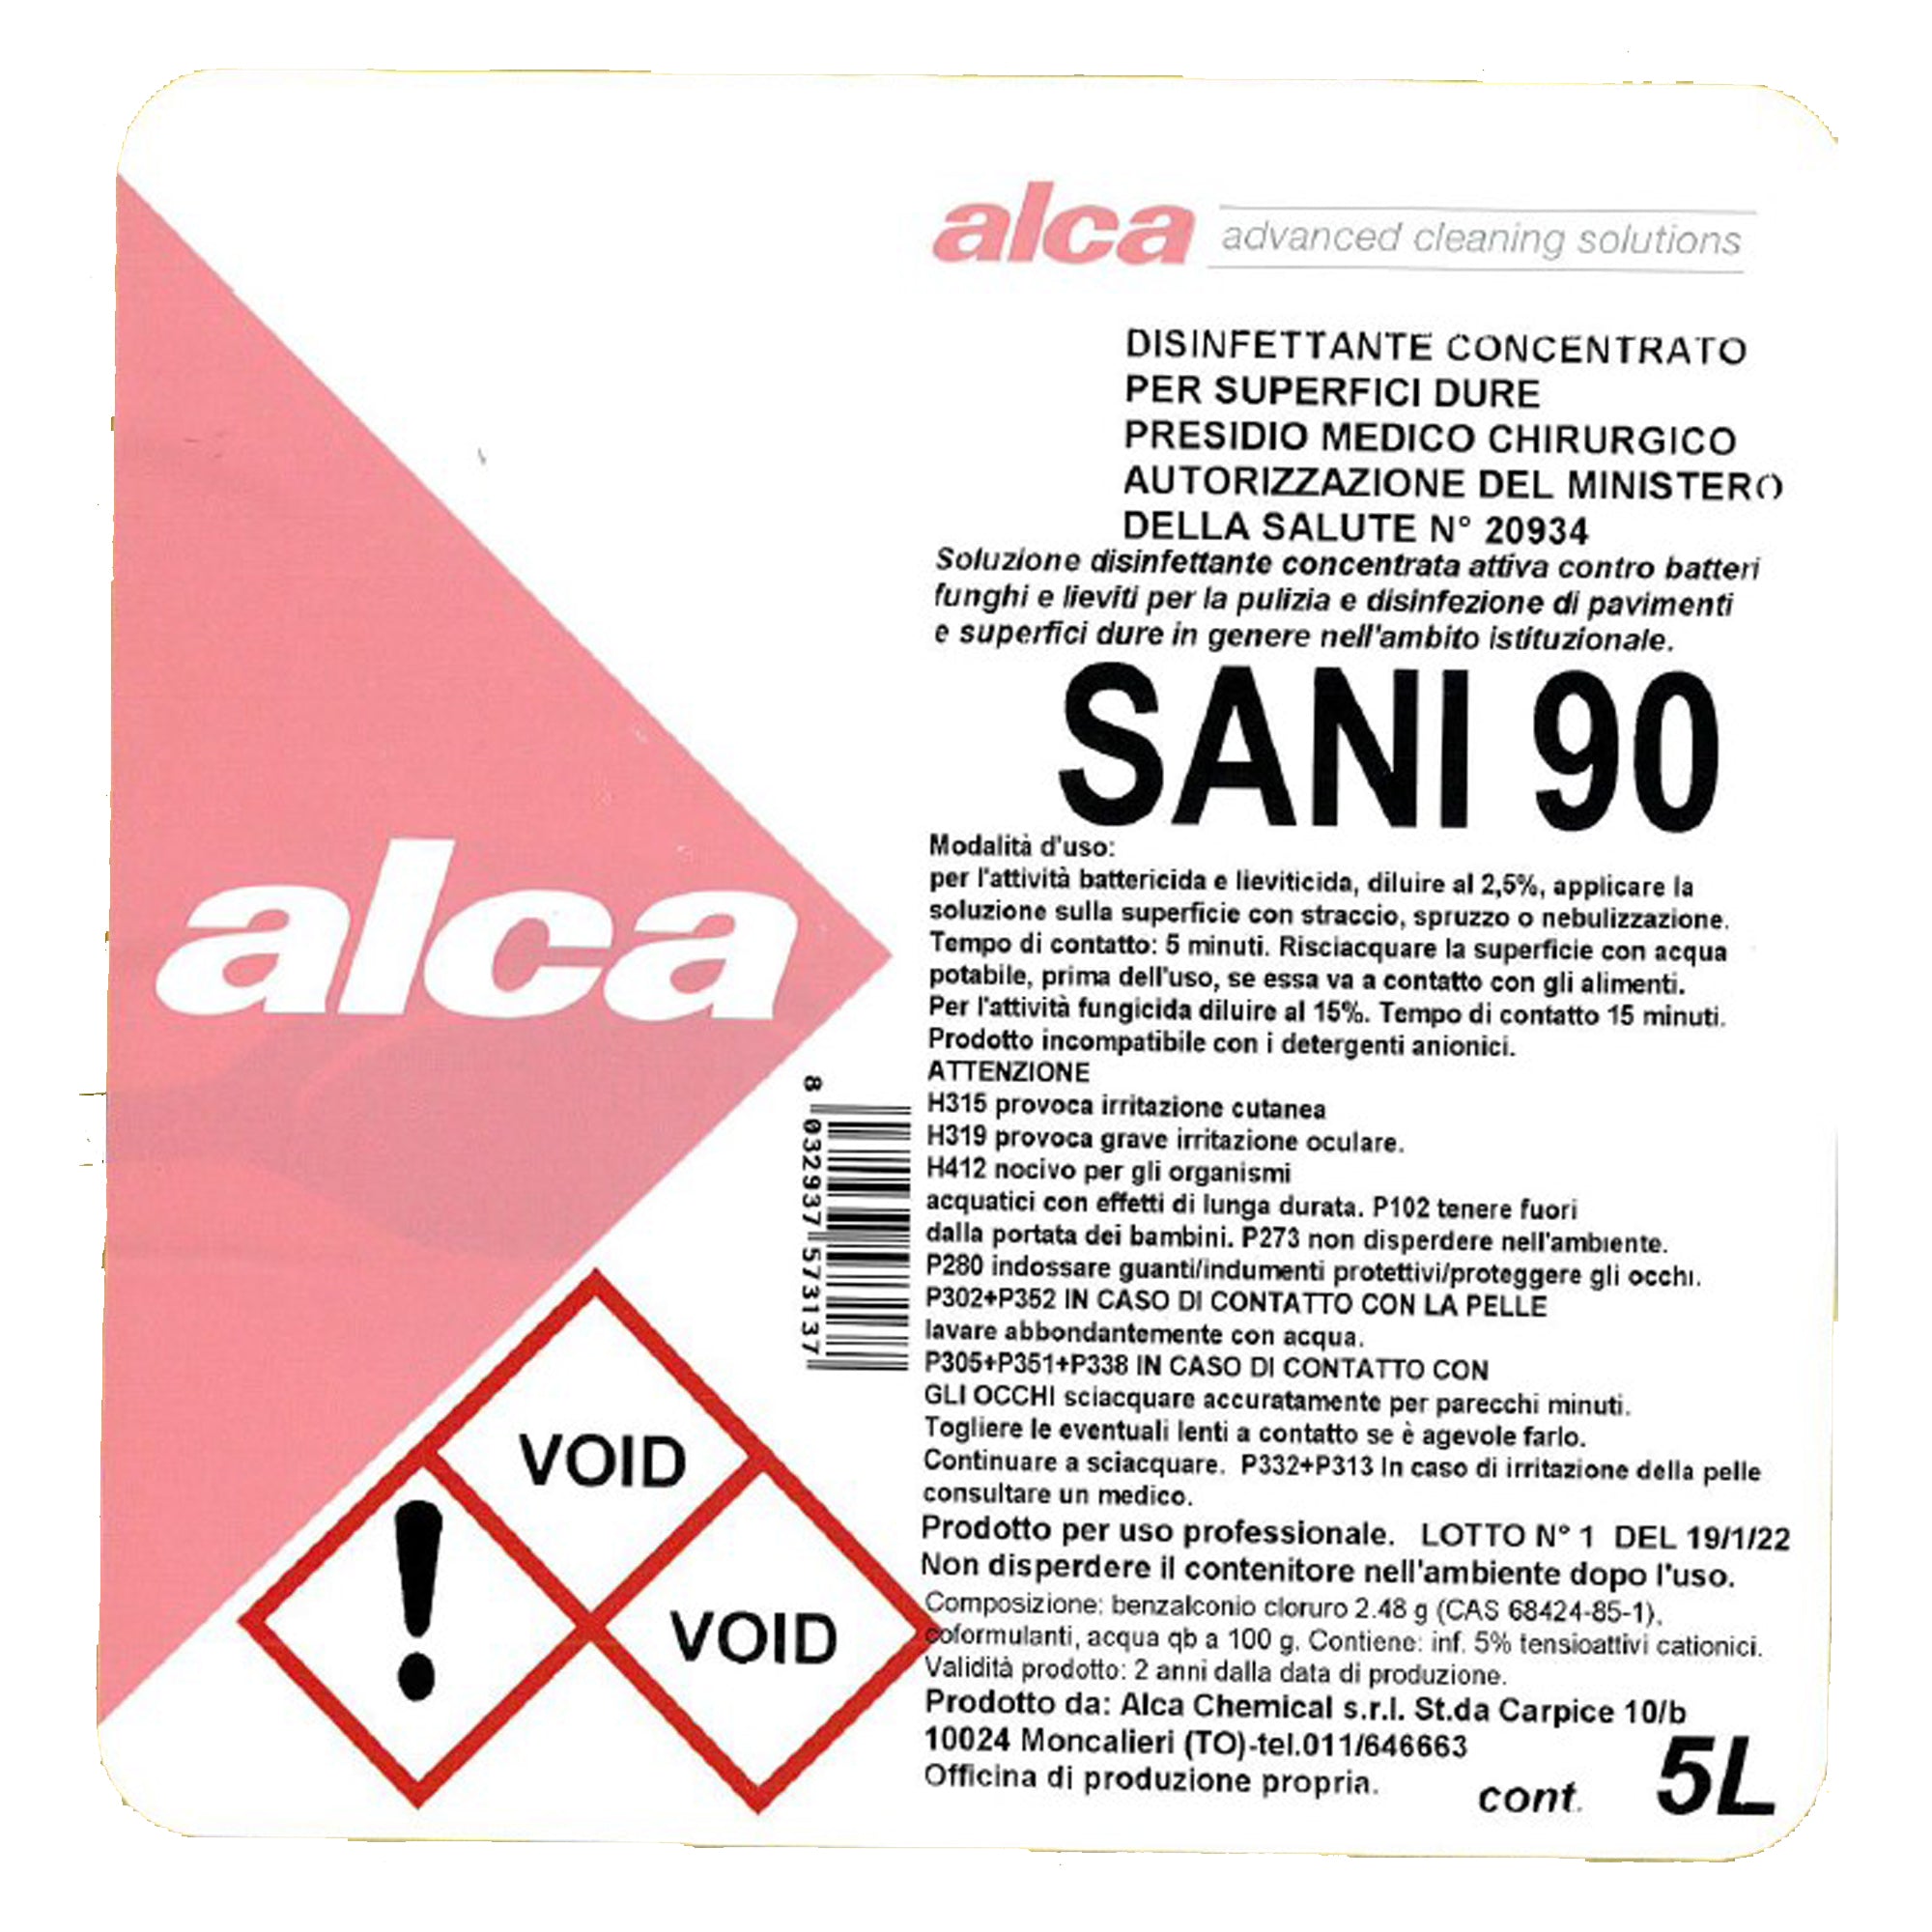 alca advanced cleaning solutions
DISINFETTANTE CONCENTRATO
PER SUPERFICI DURE
PRESIDIO MEDICO CHIRURGICO
AUTORIZZAZIONE DEL MINISTERO
DELLA SALUTE N° 20934
Soluzione disinfettante concentrata attiva contro batteri
funghi e lieviti per la pulizia e disinfezione di pavimenti
e superfici dure in genere nell'ambito istituzionale.
SANI 90
Modalità d'uso:
per l'attività battericida e lieviticida, diluire al 2,5%, applicare la
soluzione sulla superficie con straccio, spruzzo o nebulizzazione.
Tempo di contatto: 5 minuti. Risciacquare la superficie con acqua
potabile, prima dell'uso, se essa va a contatto con gli alimenti.
Per l'attività fungicida diluire al 15%. Tempo di contatto 15 minuti.
Prodotto incompatibile con i detergenti anionici.
ATTENZIONE
H315 provoca irritazione cutanea
H319 provoca grave irritazione oculare.
H412 nocivo per gli organismi
acquatici con effetti di lunga durata. P102 tenere fuori
dalla portata dei bambini. P273 non disperdere nell'ambiente.
P280 indossare guanti/indumenti protettivi/proteggere gli occhi.
P302+P352 IN CASO DI CONTATTO CON LA PELLE
lavare abbondantemente con acqua.
P305+P351+P338 IN CASO DI CONTATTO CON
GLI OCCHI sciacquare accuratamente per parecchi minuti.
Togliere le eventuali lenti a contatto se è agevole farlo.
Continuare a sciacquare. P332+P313 In caso di irritazione della pelle
consultare un medico.
Prodotto per uso professionale. LOTTO N° 1 DEL 19/1/22
Non disperdere il contenitore nell'ambiente dopo l'uso.
Composizione: benzalconio cloruro 2.48 g (CAS 68424-85-1),
coformulanti, acqua qb a 100 g. Contiene: inf. 5% tensioattivi cationici.
Validità prodotto: 2 anni dalla data di produzione.
Prodotto da: Alca Chemical s.r.l. St.da Carpice 10/b
10024 Moncalieri (TO)-tel.011/646663
Officina di produzione propria.
cont. 5L
alca
8 032937 573137
VOID
VOID